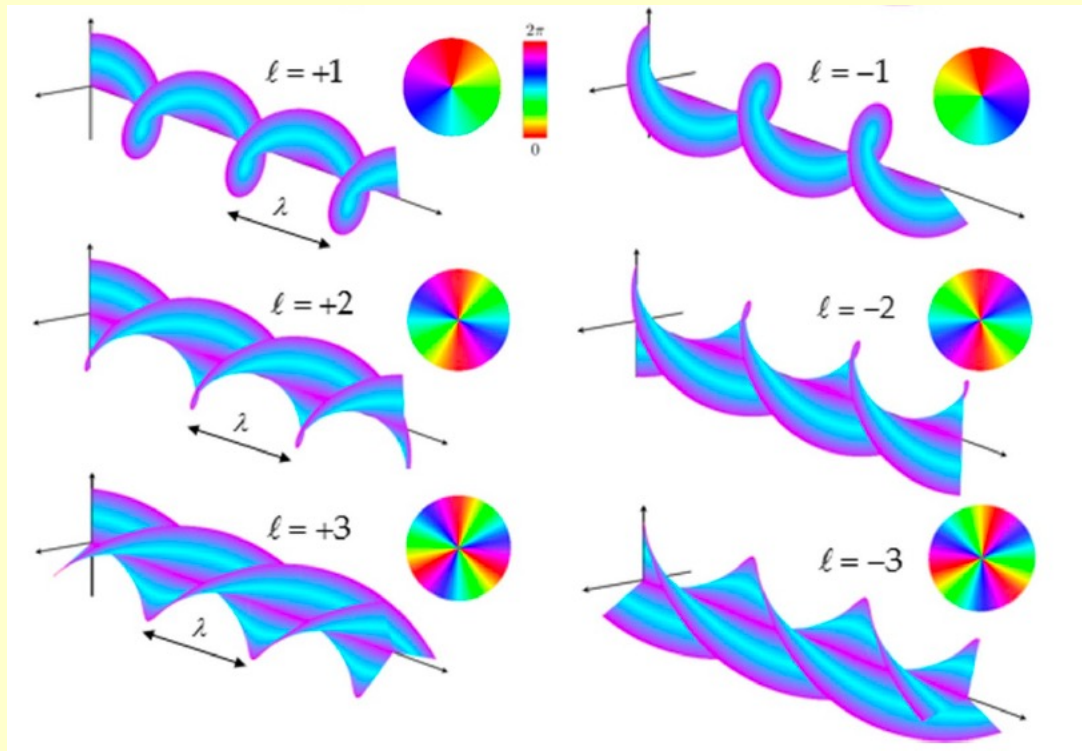 2π
ℓ = +1
ℓ = −1
0
λ
ℓ = +2
ℓ = −2
λ
ℓ = +3
ℓ = −3
λ